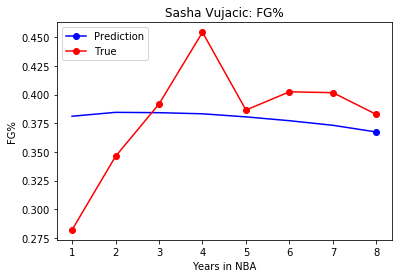 Sasha Vujacic: FG%
Prediction
True
FG%
0.450
0.425
0.400
0.375
0.350
0.325
0.300
0.275
1 2 3 4 5 6 7 8
Years in NBA